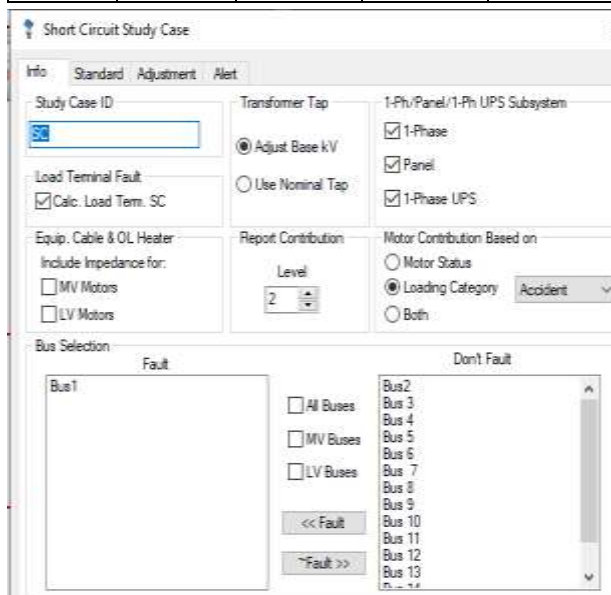 Short Circuit Study Case
Info Standard Adjustment Alert
Study Case ID
SC
Transformer Tap
Adjust Base kV
Use Nominal Tap
1-Ph/Panel/1-Ph UPS Subsystem
1-Phase
Panel
1-Phase UPS
Load Terminal Fault
Calc. Load Term. SC
Equip. Cable & OL Heater
Include Impedance for:
MV Motors
LV Motors
Report Contribution
Level
2
Motor Contribution Based on
Motor Status
Loading Category Accident
Both
Bus Selection
Fault
Bus1
All Buses
MV Buses
LV Buses
<< Fault
~Fault >>
Don't Fault
Bus2
Bus 3
Bus 4
Bus 5
Bus 6
Bus 7
Bus 8
Bus 9
Bus 10
Bus 11
Bus 12
Bus 13